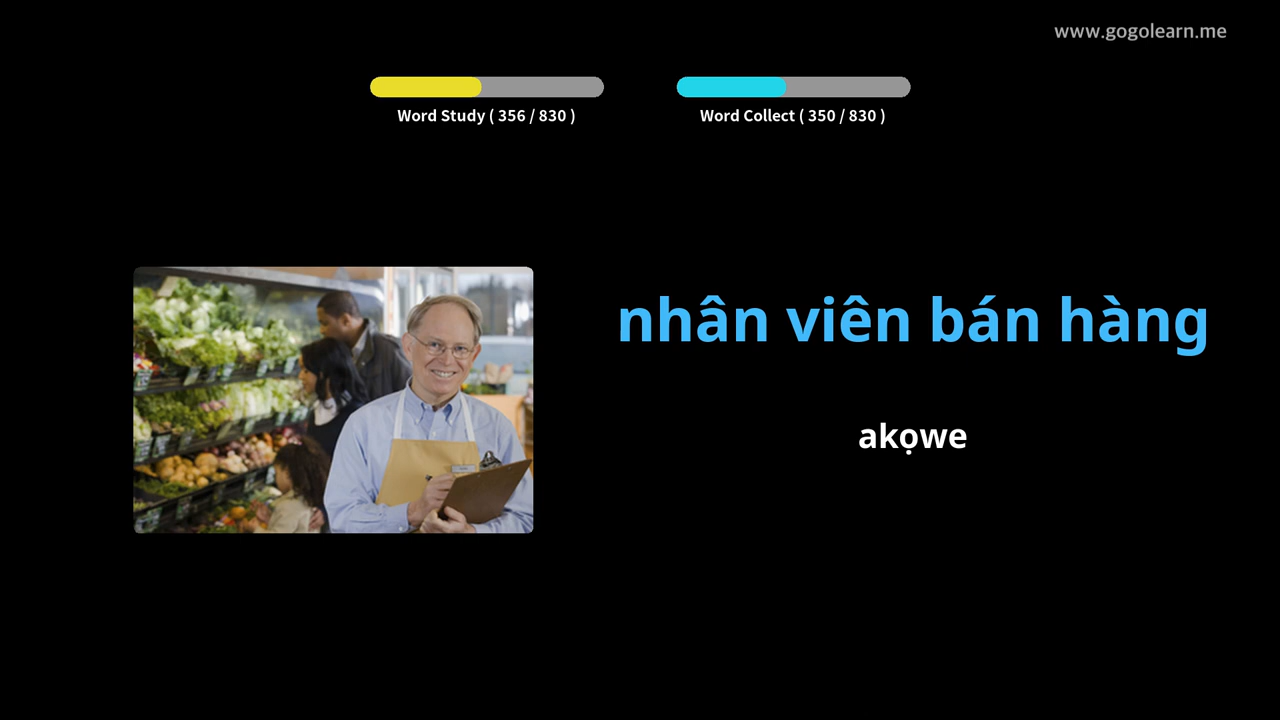 www.gogolearn.me
Word Study ( 356 / 830 )
Word Collect ( 350 / 830 )
nhân viên bán hàng
akọwe